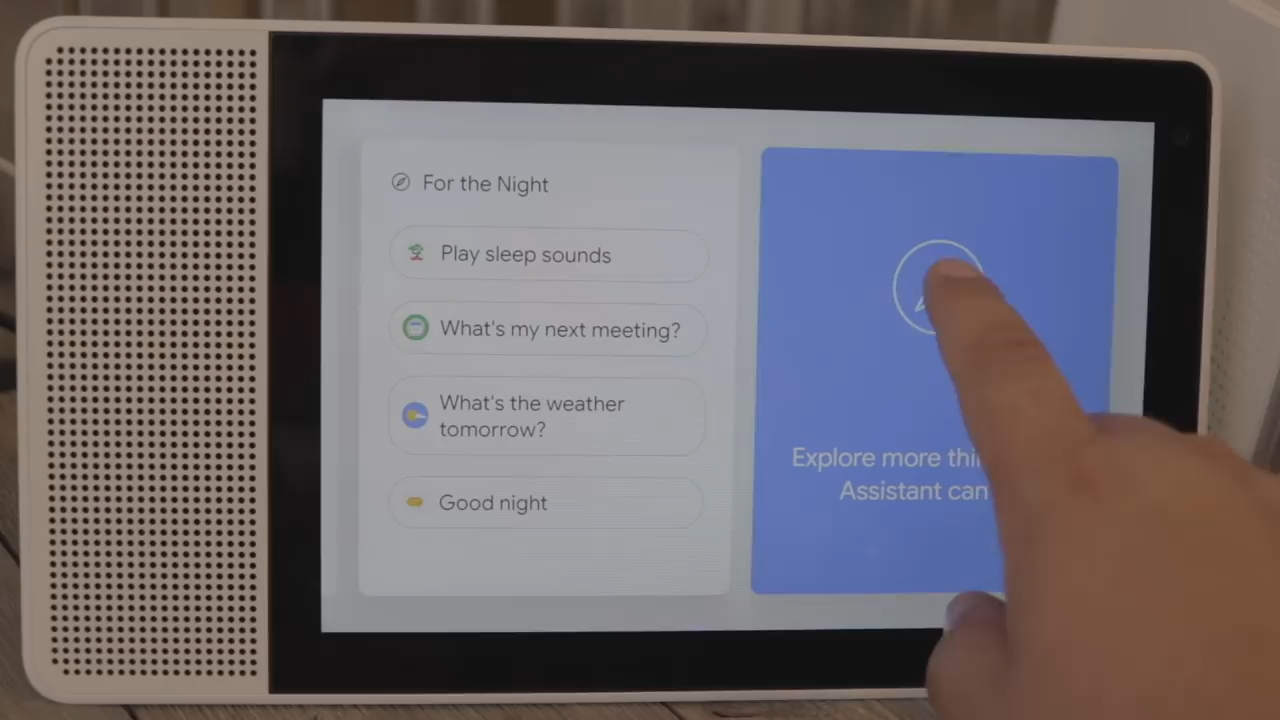 For the Night
Play sleep sounds
What's my next meeting?
What's the weather
tomorrow?
Good night
Explore more
Assistant can